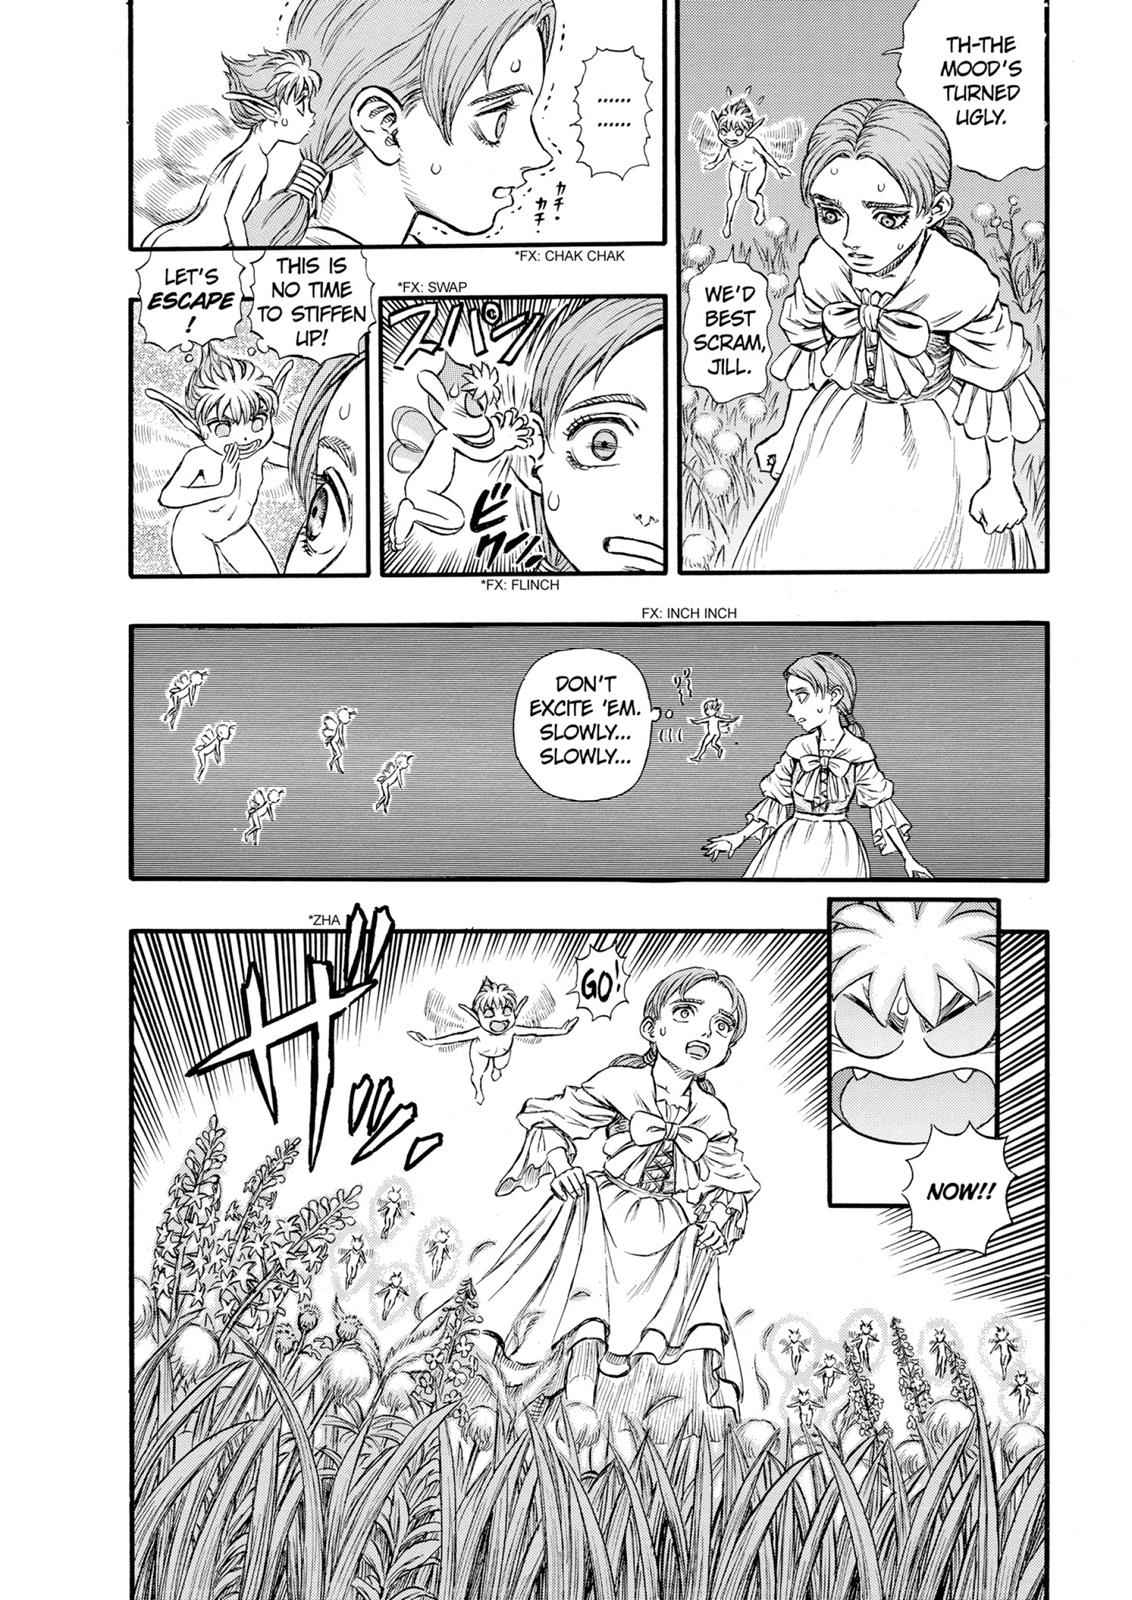 TH-THE
MOOD'S
TURNED
UGLY.
WE'D
BEST
SCRAM,
JILL.
......
......
カチ・
カチ・
*FX: CHAK CHAK
*FX: SWAP
スパン
ビクン
*FX: FLINCH
THIS IS
NO TIME
TO STIFFEN
UP!
LET'S
ESCAPE
!
FX: INCH INCH
DON'T
EXCITE 'EM.
SLOWLY...
SLOWLY...
NOW!!
*ZHA
ザッ
GO!